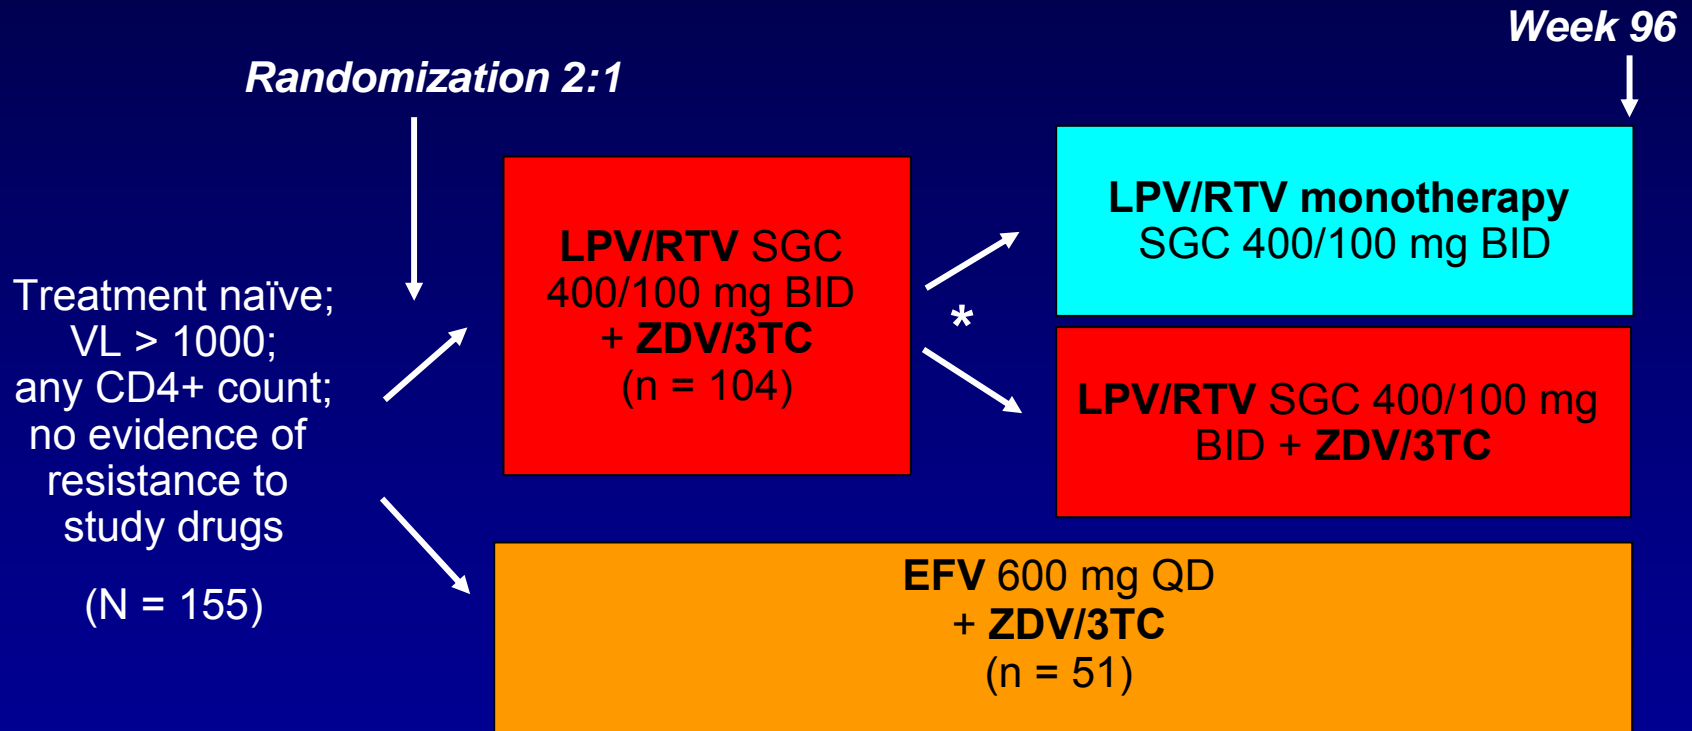 Week 96
Randomization 2:1
Treatment naïve;
VL > 1000;
any CD4+ count;
no evidence of
resistance to
study drugs
(N = 155)
LPV/RTV SGC
400/100 mg BID
+ ZDV/3TC
(n = 104)
*
LPV/RTV monotherapy
SGC 400/100 mg BID
LPV/RTV SGC 400/100 mg
BID + ZDV/3TC
EFV 600 mg QD
+ ZDV/3TC
(n = 51)